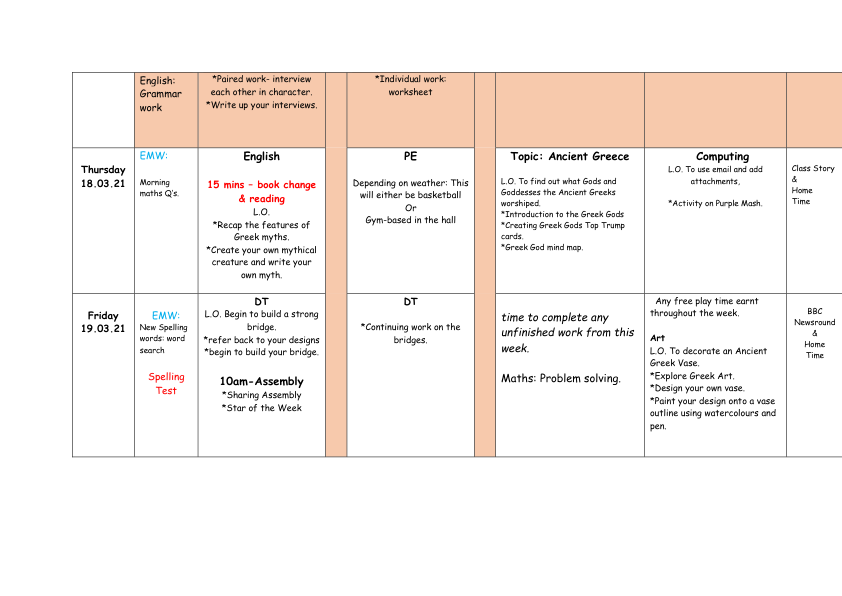 English:
Grammar
work
*Paired work- interview
each other in character.
*Write up your interviews.
*Individual work:
worksheet
Thursday
18.03.21
EMW:
Morning
maths Q's.
English
15 mins – book change
& reading
L.O.
*Recap the features of
Greek myths.
*Create your own mythical
creature and write your
own myth.
PE
Depending on weather: This
will either be basketball
Or
Gym-based in the hall
Topic: Ancient Greece
L.O. To find out what Gods and
Goddesses the Ancient Greeks
worshiped.
*Introduction to the Greek Gods
*Creating Greek Gods Top Trump
cards.
*Greek God mind map.
Computing
L.O. To use email and add
attachments,
*Activity on Purple Mash.
Class Story
&
Home
Time
Friday
19.03.21
EMW:
New Spelling
words: word
search
Spelling
Test
DT
L.O. Begin to build a strong
bridge.
*refer back to your designs
*begin to build your bridge.
10am-Assembly
*Sharing Assembly
*Star of the Week
DT
*Continuing work on the
bridges.
time to complete any
unfinished work from this
week.
Maths: Problem solving.
Any free play time earnt
throughout the week.
Art
L.O. To decorate an Ancient
Greek Vase.
*Explore Greek Art.
*Design your own vase.
*Paint your design onto a vase
outline using watercolours and
pen.
BBC
Newsround
&
Home
Time